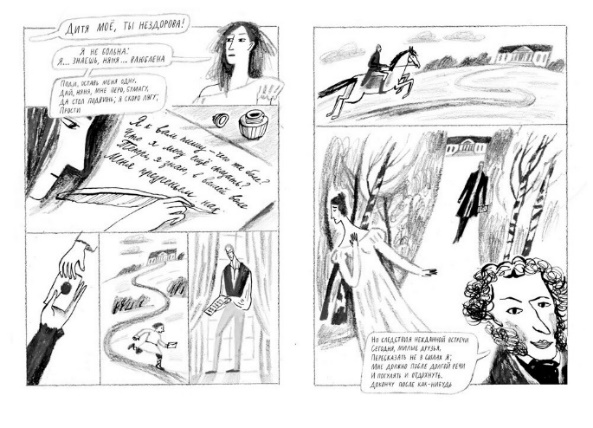 Дитя моё, ты нездорова!
Я не больна:
Я... знаешь, няня... влюблена
Поди, оставь меня одну.
Дай, няня, мне перо, бумагу,
Да стол подвинь; я скоро лягу;
Прости
Я к вам пишу – чего же боле?
Что я могу ещё сказать?
Теперь, я знаю, в вашей воле
Меня презреньем нак
Но следствия нежданной встречи
Сегодня, милые друзья,
Пересказать не в силах я;
Мне должно после долгой речи
И погулять и отдохнуть.
Докончу после как-нибудь